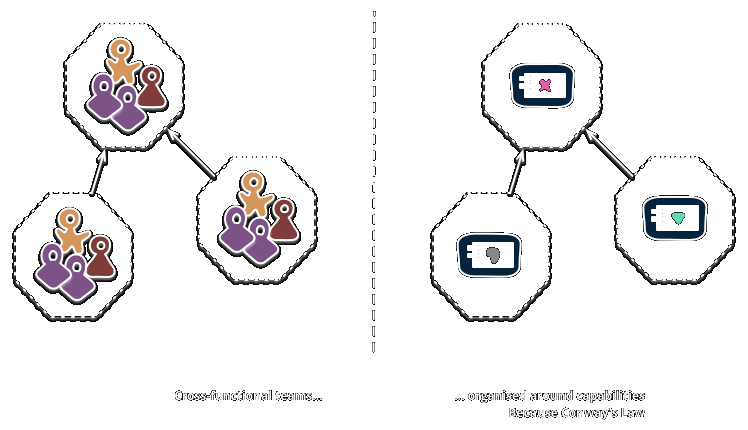 Cross-functional teams...
... organised around capabilities
Because Conway's Law